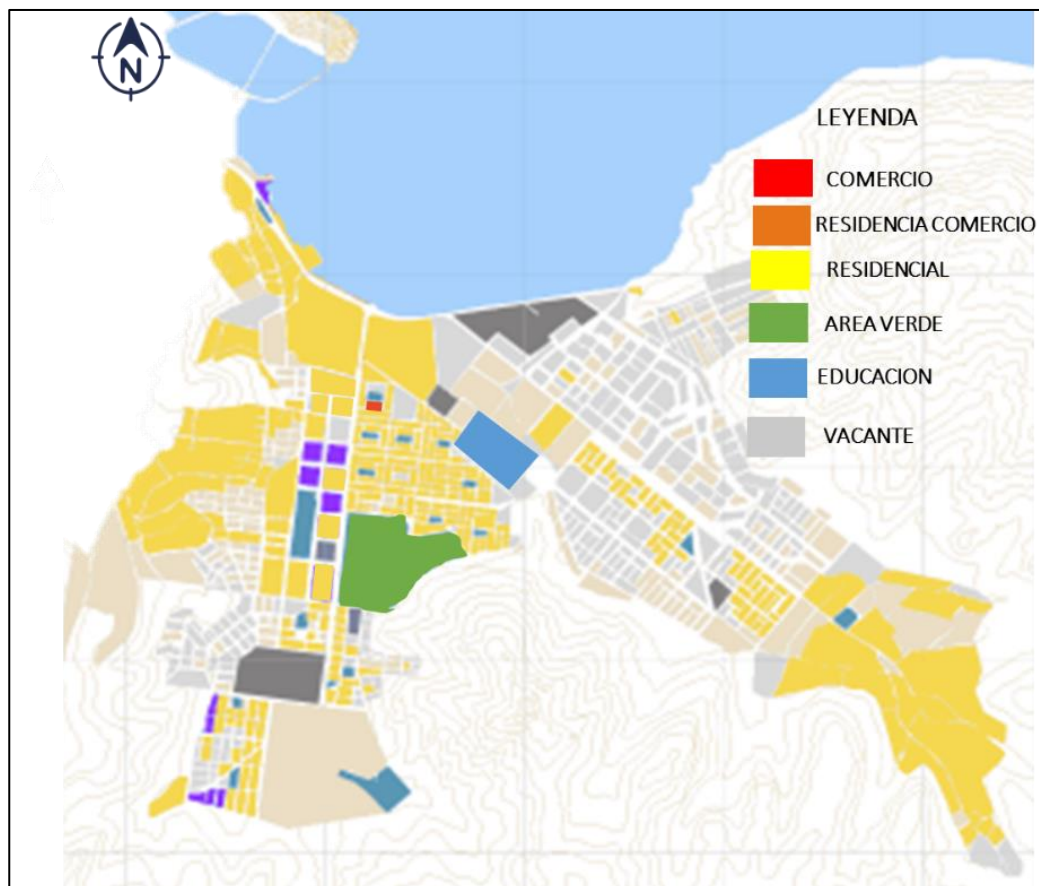 N
LEYENDA
COMERCIO
RESIDENCIA COMERCIO
RESIDENCIAL
AREA VERDE
EDUCACION
VACANTE